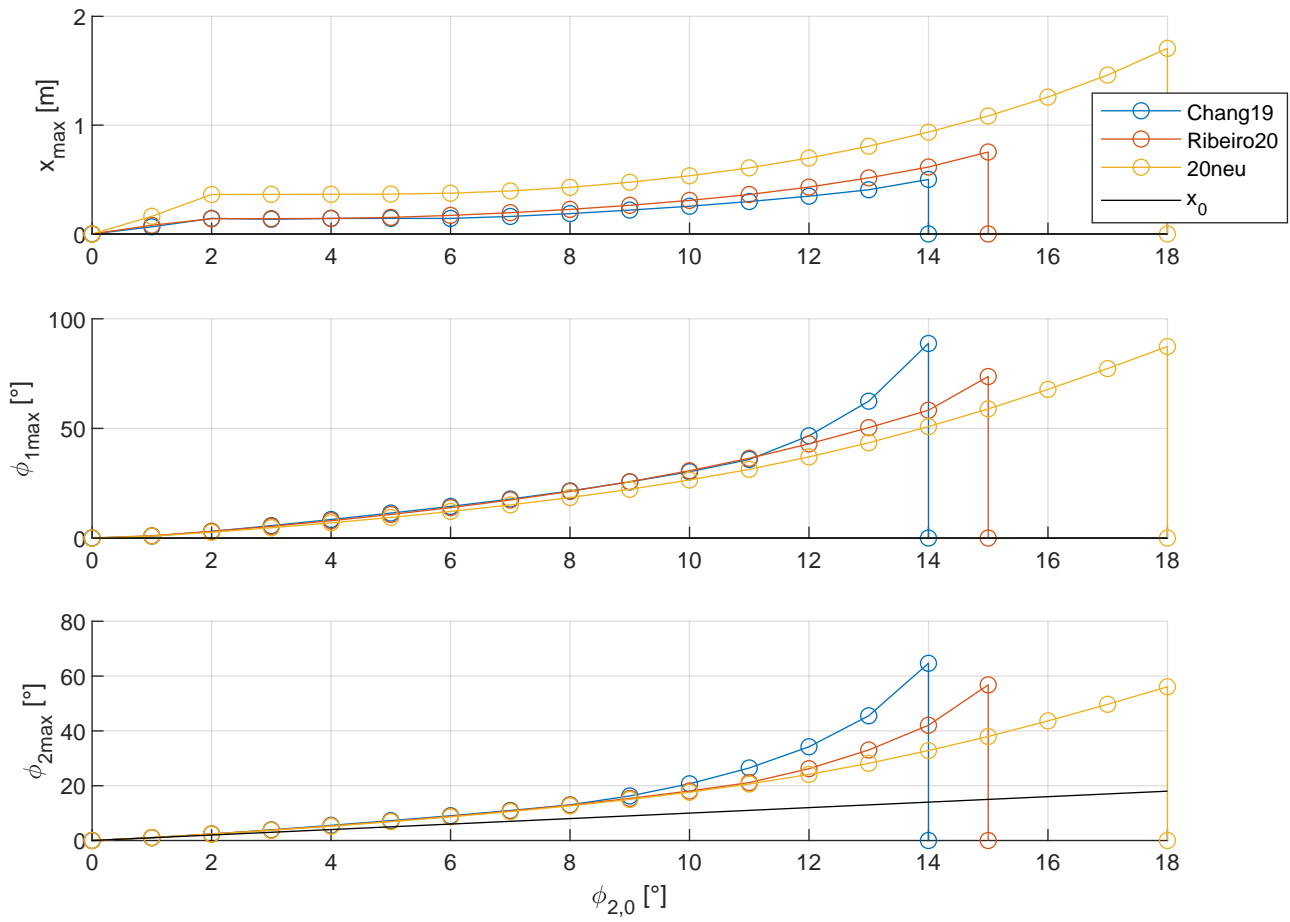 2
1
0
x_max [m]
0 2 4 6 8 10 12 14 16 18
Chang19
Ribeiro20
20neu
x_0
100
50
0
ϕ_1max [°]
0 2 4 6 8 10 12 14 16 18
80
60
40
20
0
ϕ_2max [°]
0 2 4 6 8 10 12 14 16 18
ϕ_2,0 [°]